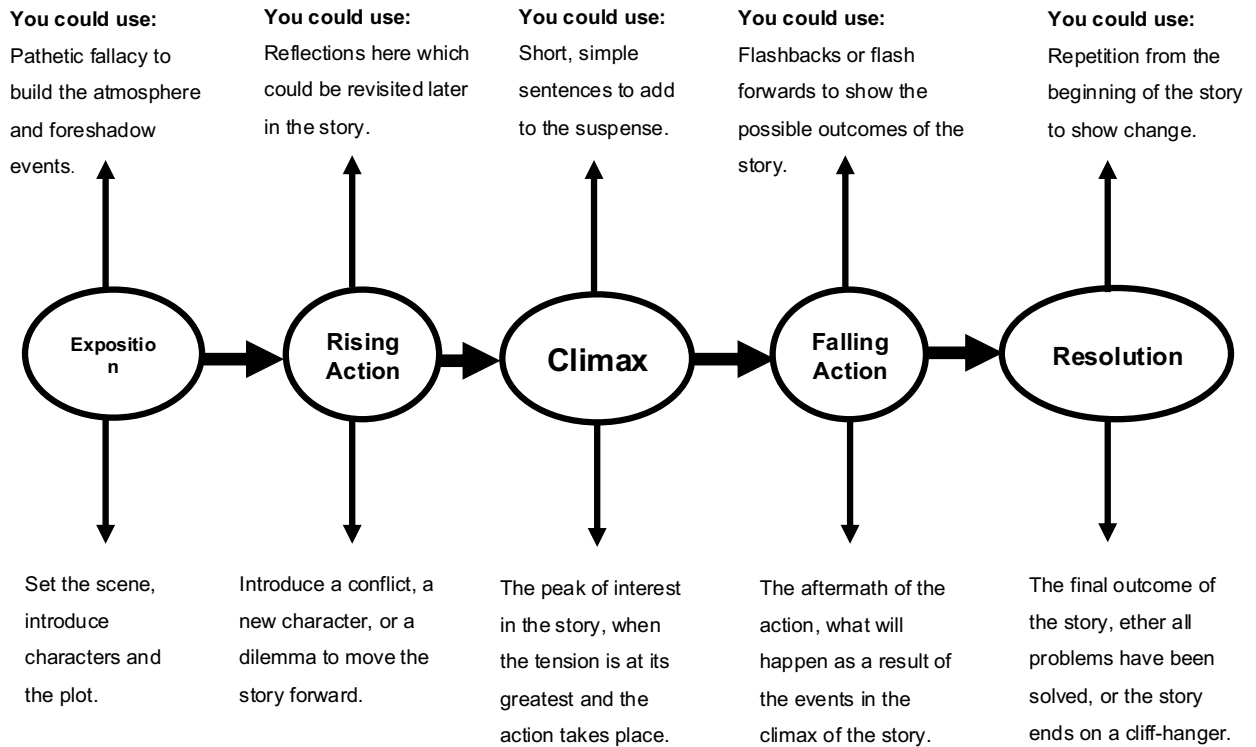 You could use:
Pathetic fallacy to
build the atmosphere
and foreshadow
events.
You could use:
Reflections here which
could be revisited later
in the story.
You could use:
Short, simple
sentences to add
to the suspense.
You could use:
Flashbacks or flash
forwards to show the
possible outcomes of the
story.
You could use:
Repetition from the
beginning of the story
to show change.
Expositio
n
Rising
Action
Climax
Falling
Action
Resolution
Set the scene,
introduce
characters and
the plot.
Introduce a conflict, a
new character, or a
dilemma to move the
story forward.
The peak of interest
in the story, when
the tension is at its
greatest and the
action takes place.
The aftermath of the
action, what will
happen as a result of
the events in the
climax of the story.
The final outcome of
the story, ether all
problems have been
solved, or the story
ends on a cliff-hanger.